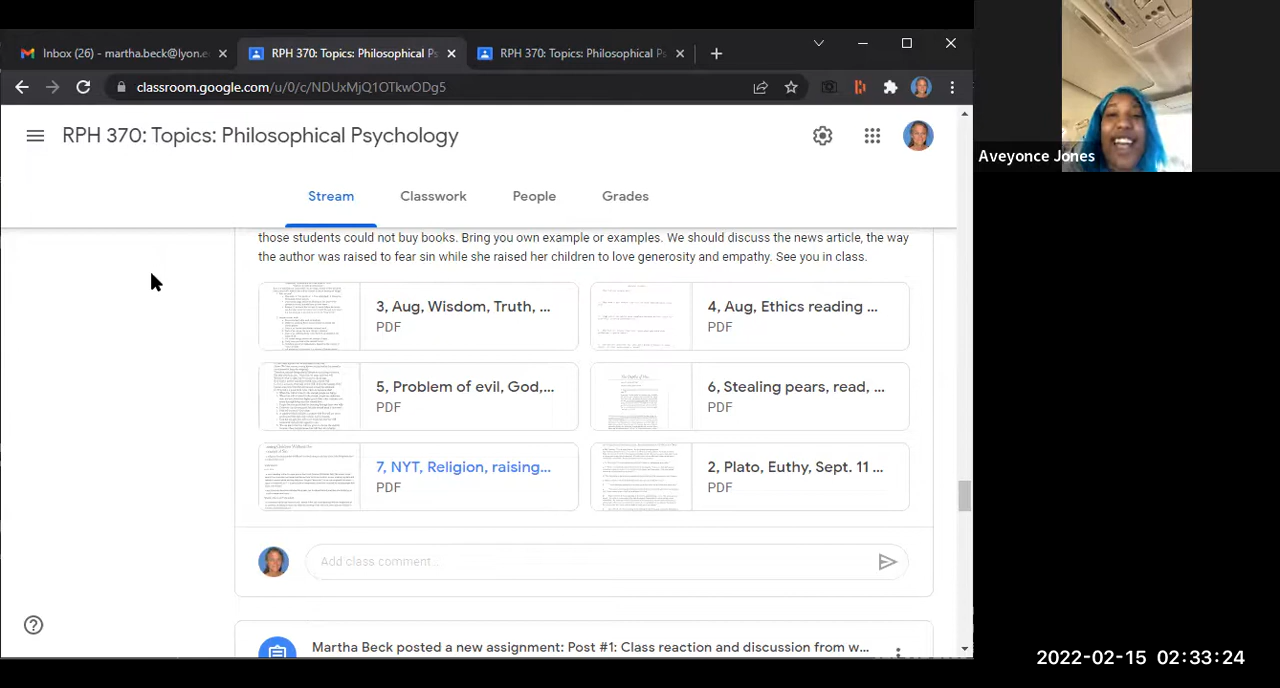 Inbox (26) - martha.beck@lyon.e
RPH 370: Topics: Philosophical Ps
RPH 370: Topics: Philosophical Ps
classroom.google.com/u/0/c/NDUxMjQ1OTkwODg5
RPH 370: Topics: Philosophical Psychology
Stream
Classwork
People
Grades
those students could not buy books. Bring you own example or examples. We should discuss the news article, the way
the author was raised to fear sin while she raised her children to love generosity and empathy. See you in class.
3, Aug, Wisdom, Truth, ...
PDF
4, Aug, Ethics reading ...
PDF
5, Problem of evil, God,...
PDF
6, Stealing pears, read, ...
PDF
7, NYT, Religion, raising...
PDF
2, Plato, Euthy, Sept. 11 ...
PDF
Add class comment...
Martha Beck posted a new assignment: Post #1: Class reaction and discussion from w...
Aveyonce Jones
2022-02-15 02:33:24